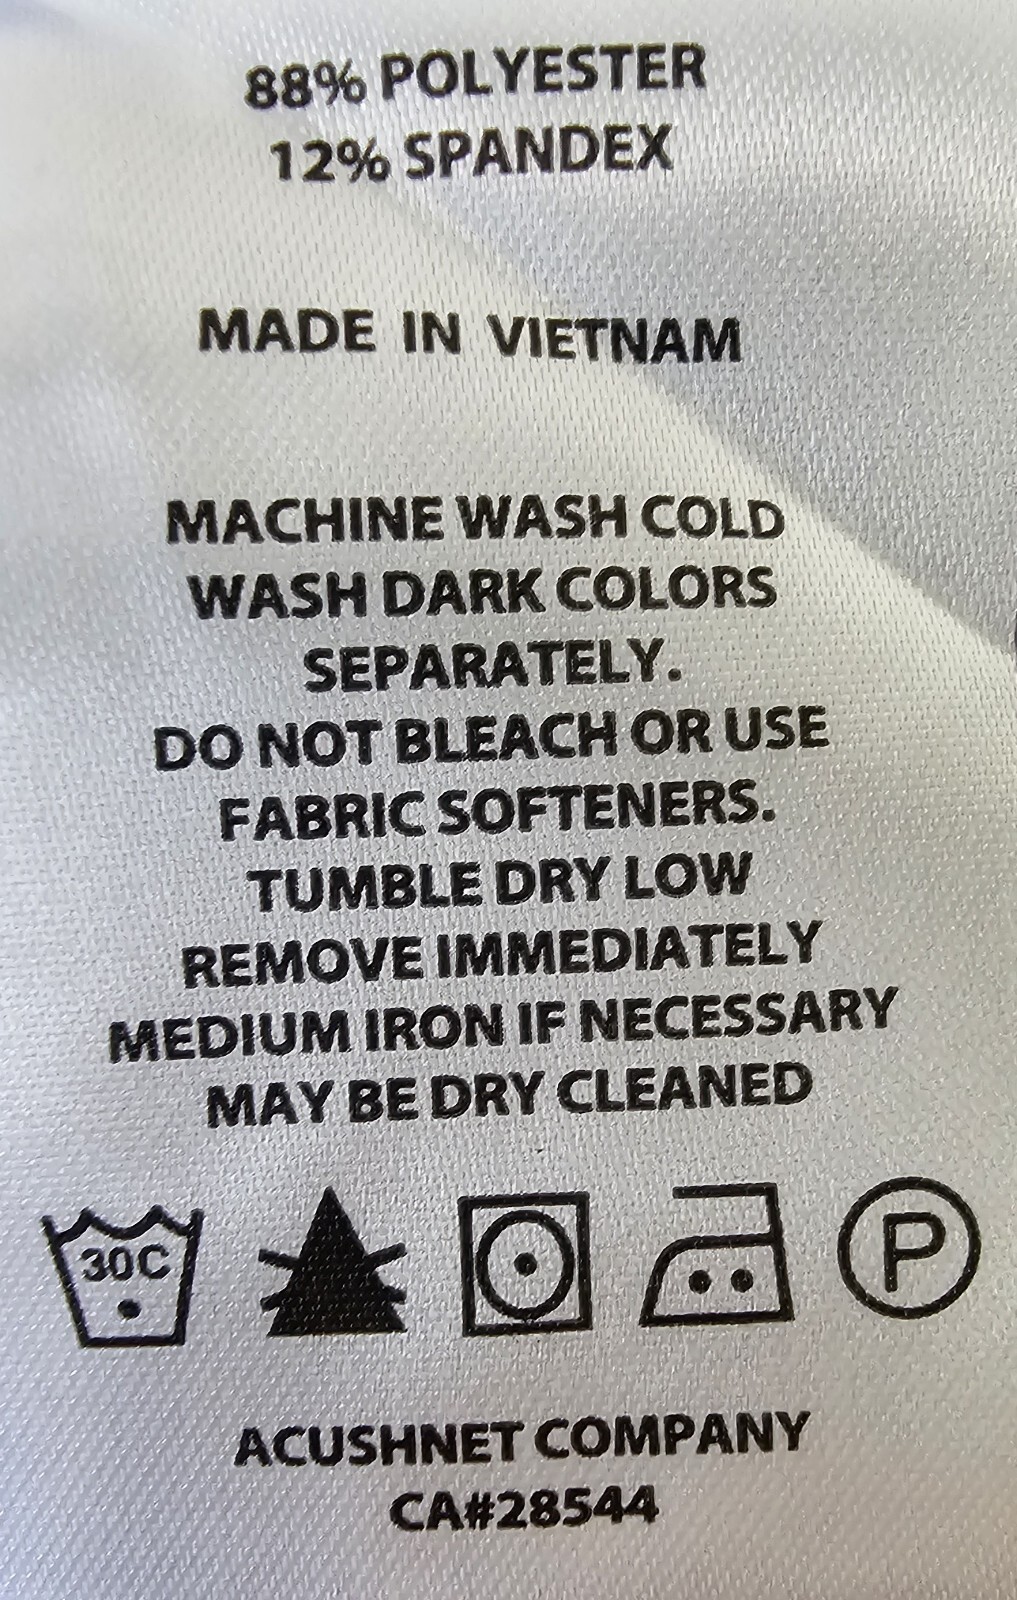 88% POLYESTER
12% SPANDEX
MADE IN VIETNAM
MACHINE WASH COLD
WASH DARK COLORS
SEPARATELY.
DO NOT BLEACH OR USE
FABRIC SOFTENERS.
TUMBLE DRY LOW
REMOVE IMMEDIATELY
MEDIUM IRON IF NECESSARY
MAY BE DRY CLEANED
30C P
ACUSHNET COMPANY
CA#28544